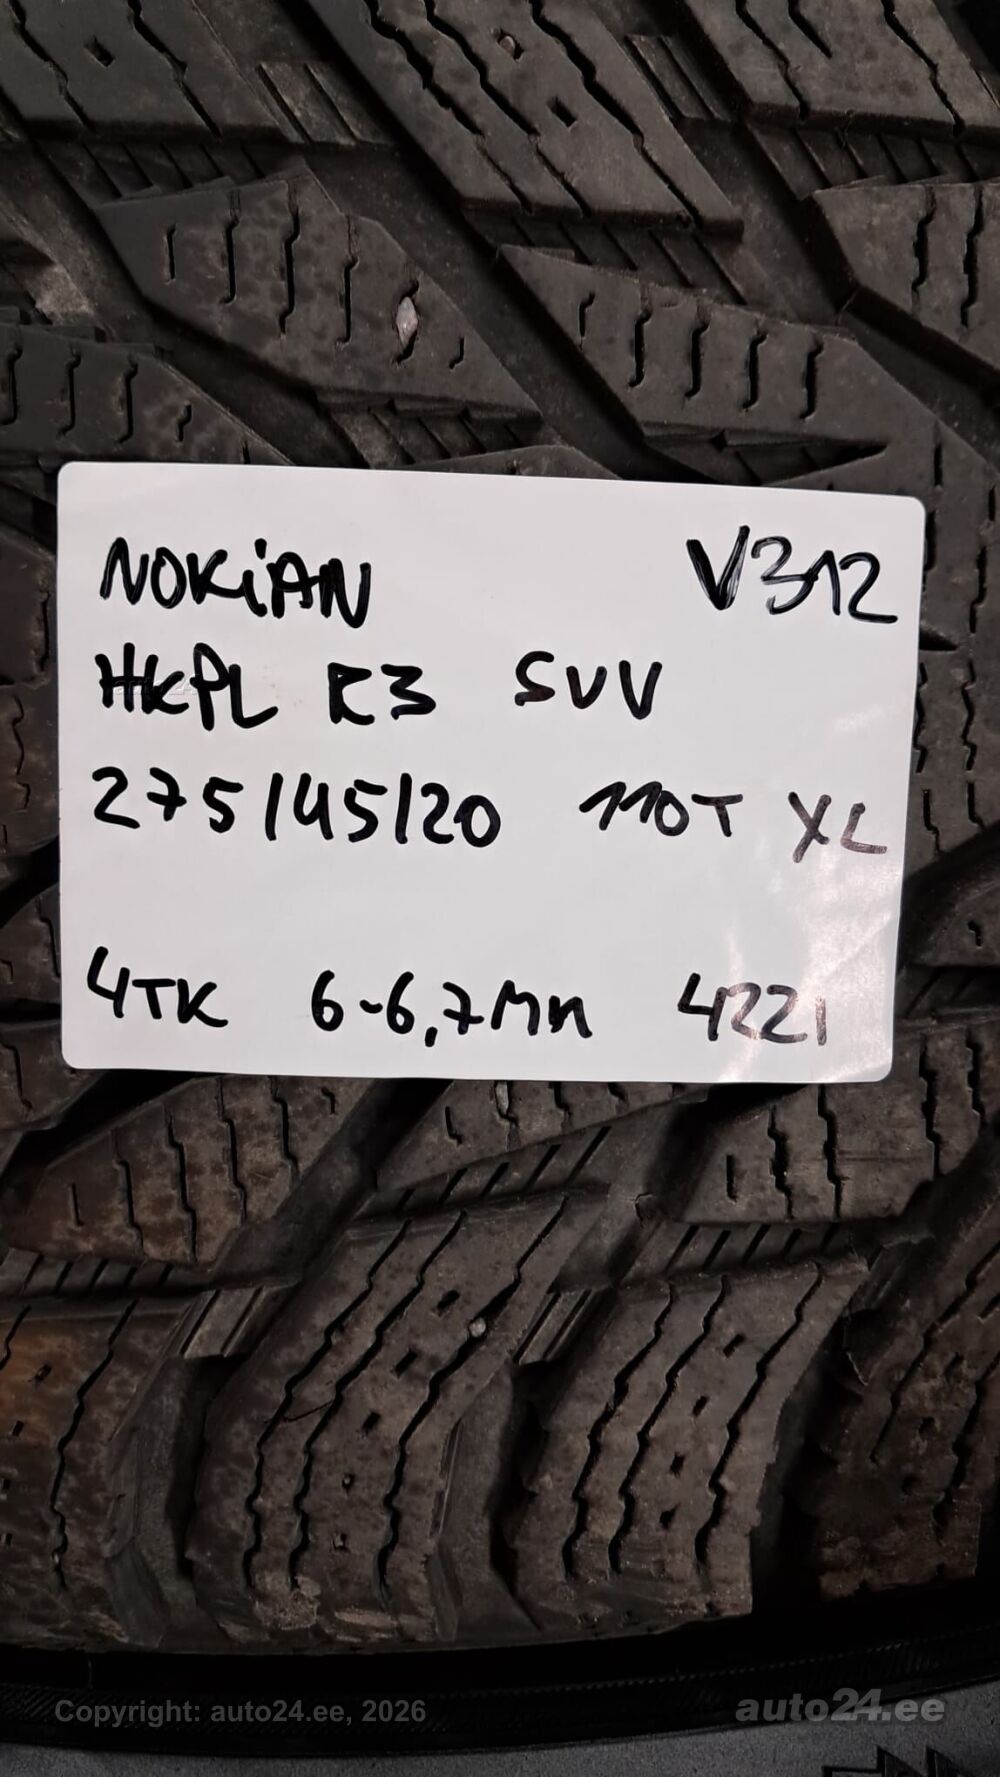 NOKiAN V312
HKPL R3 SUV
275/45/20 110T XL
4TK 6-6,7mm 4221
Copyright: auto24.ee, 2026 auto24.ee